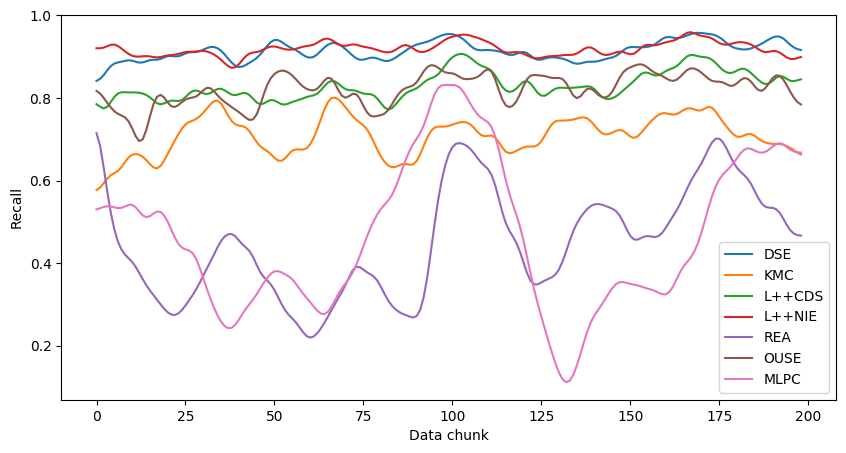 1.0
0.8
0.6
0.4
0.2
Recall
0 25 50 75 100 125 150 175 200
Data chunk
DSE
KMC
L++CDS
L++NIE
REA
OUSE
MLPC